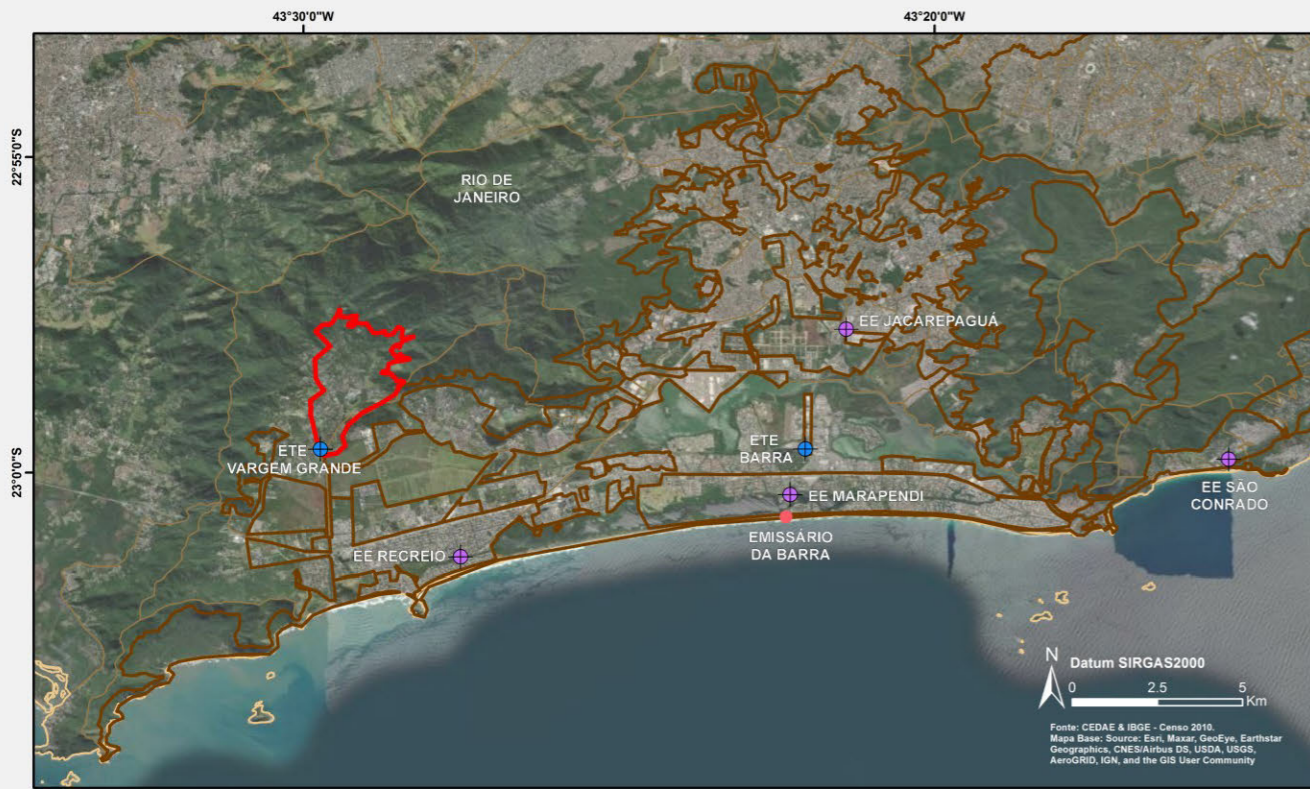 43°30'0"W
43°20'0"W
22°55'0"S
23°0'0"S
RIO DE
JANEIRO
EE JACAREPAGUÁ
ETE
VARGEM GRANDE
ETE
BARRA
EE MARAPENDI
EE SÃO
CONRADO
EMISSÁRIO
DA BARRA
EE RECREIO
N
Datum SIRGAS2000
0 2.5 5
Km
Fonte: CEDAE & IBGE - Censo 2010.
Mapa Base: Source: Esri, Maxar, GeoEye, Earthstar
Geographics, CNES/Airbus DS, USDA, USGS,
AeroGRID, IGN, and the GIS User Community